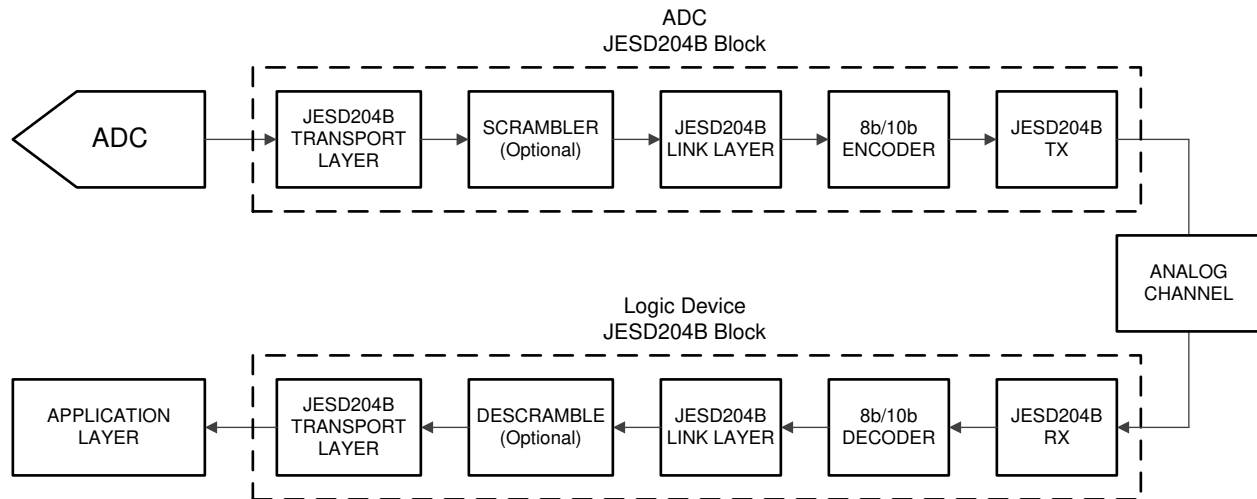 ADC
JESD204B Block
ADC
JESD204B
TRANSPORT
LAYER
SCRAMBLER
(Optional)
JESD204B
LINK LAYER
8b/10b
ENCODER
JESD204B
TX
ANALOG
CHANNEL
Logic Device
JESD204B Block
APPLICATION
LAYER
JESD204B
TRANSPORT
LAYER
DESCRAMBLE
(Optional)
JESD204B
LINK LAYER
8b/10b
DECODER
JESD204B
RX